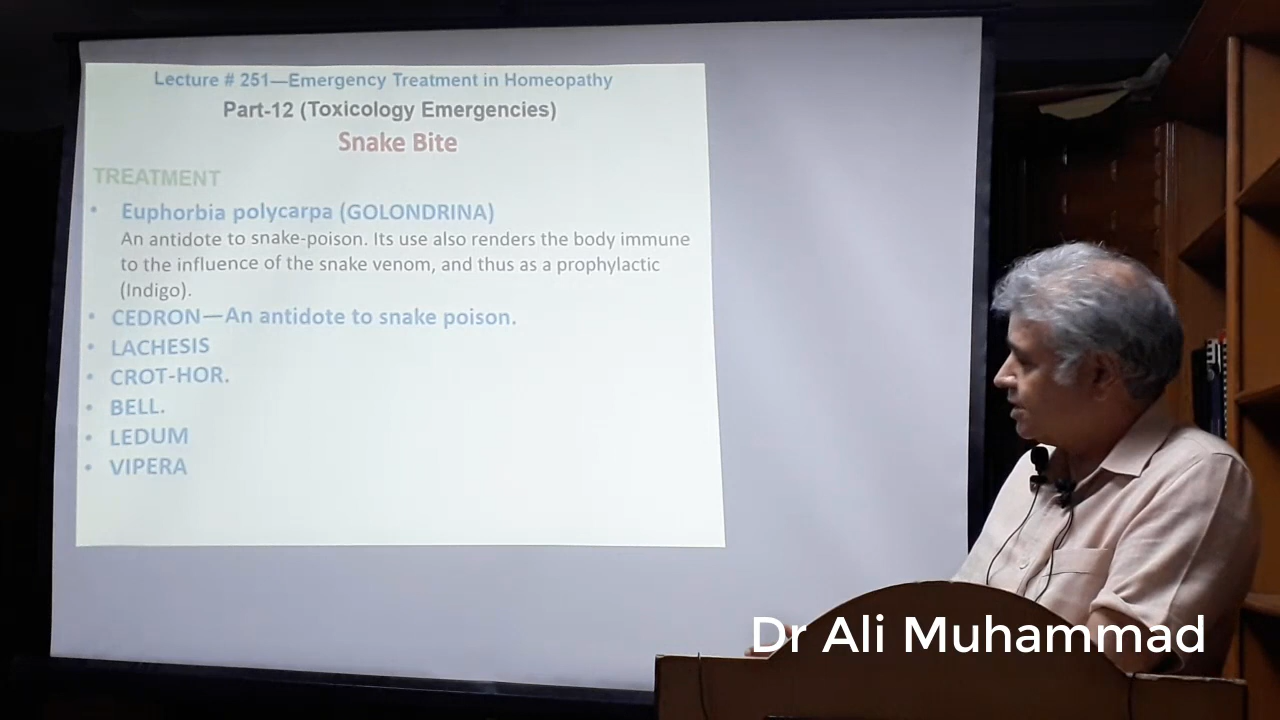 Lecture # 251—Emergency Treatment in Homeopathy
Part-12 (Toxicology Emergencies)
Snake Bite
TREATMENT
• Euphorbia polycarpa (GOLONDRINA)
An antidote to snake-poison. Its use also renders the body immune
to the influence of the snake venom, and thus as a prophylactic
(Indigo).
• CEDRON—An antidote to snake poison.
• LACHESIS
• CROT-HOR.
• BELL.
• LEDUM
• VIPERA
Dr Ali Muhammad